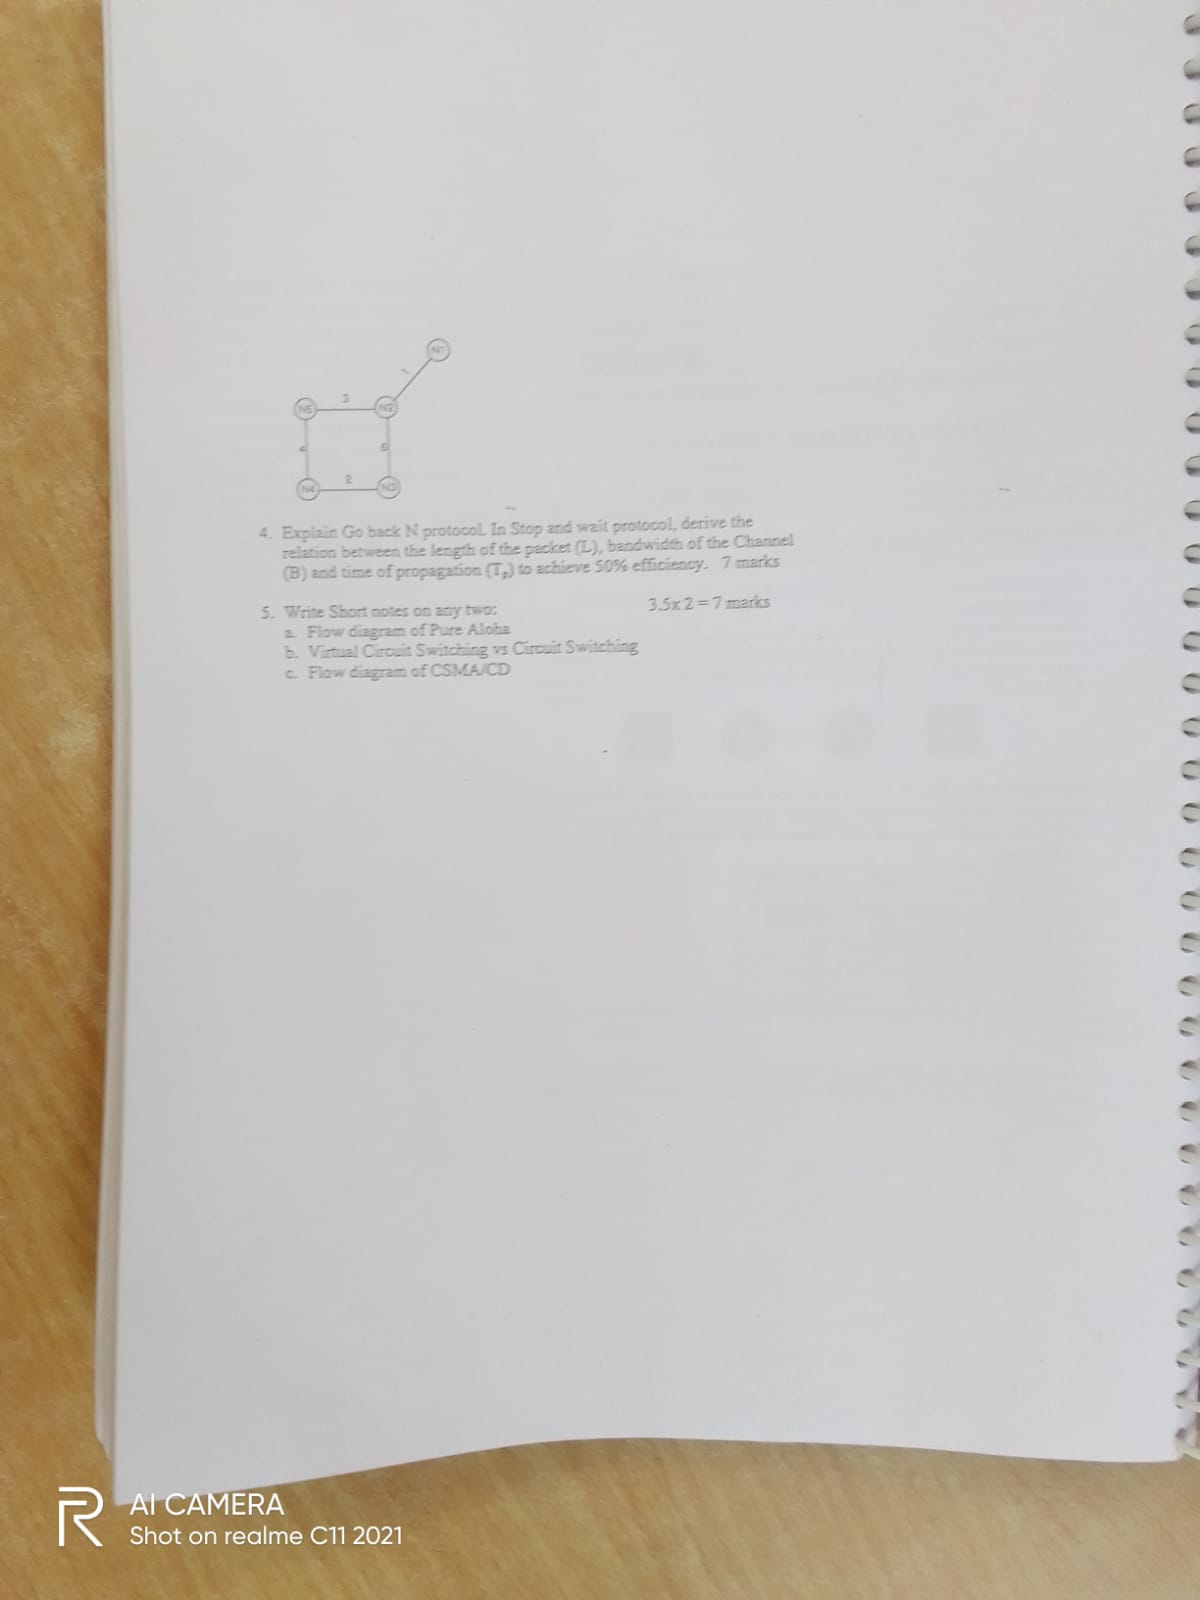 N1
1
N5
3
N2
4
6
N4
2
N3
4. Explain Go back N protocol. In Stop and wait protocol, derive the
relation between the length of the packet (L), bandwidth of the Channel
(B) and time of propagation (Tp) to achieve 50% efficiency. 7 marks
5. Write Short notes on any two: 3.5x2=7 marks
a. Flow diagram of Pure Aloha
b. Virtual Circuit Switching vs Circuit Switching
c. Flow diagram of CSMA/CD
R AI CAMERA
Shot on realme C11 2021